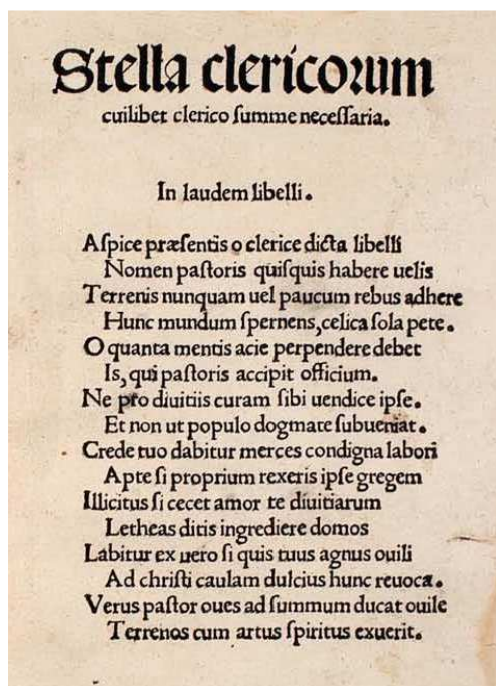 Stella clericorum
cuilibet clerico ſumme neceſſaria.
In laudem libelli.
Aſpice præſentis o clerice dicta libelli
Nomen paſtoris quiſquis habere uelis
Terrenis nunquam uel paucum rebus adhere
Hunc mundum ſpernens, celica ſola pete.
O quanta mentis acie perpendere debet
Is, qui paſtoris accipit officium.
Ne pro diuitiis curam ſibi uendice ipſe.
Et non ut populo dogmate ſubueniat.
Crede tuo dabitur merces condigna labori
Apte ſi proprium rexeris ipſe gregem
Illicitus ſi cecet amor te diuitiarum
Letheas ditis ingrediere domos
Labitur ex uero ſi quis tuus agnus ouili
Ad chriſti caulam dulcius hunc reuoca.
Verus paſtor oues ad ſummum ducat ouile
Terrenos cum artus ſpiritus exuerit.